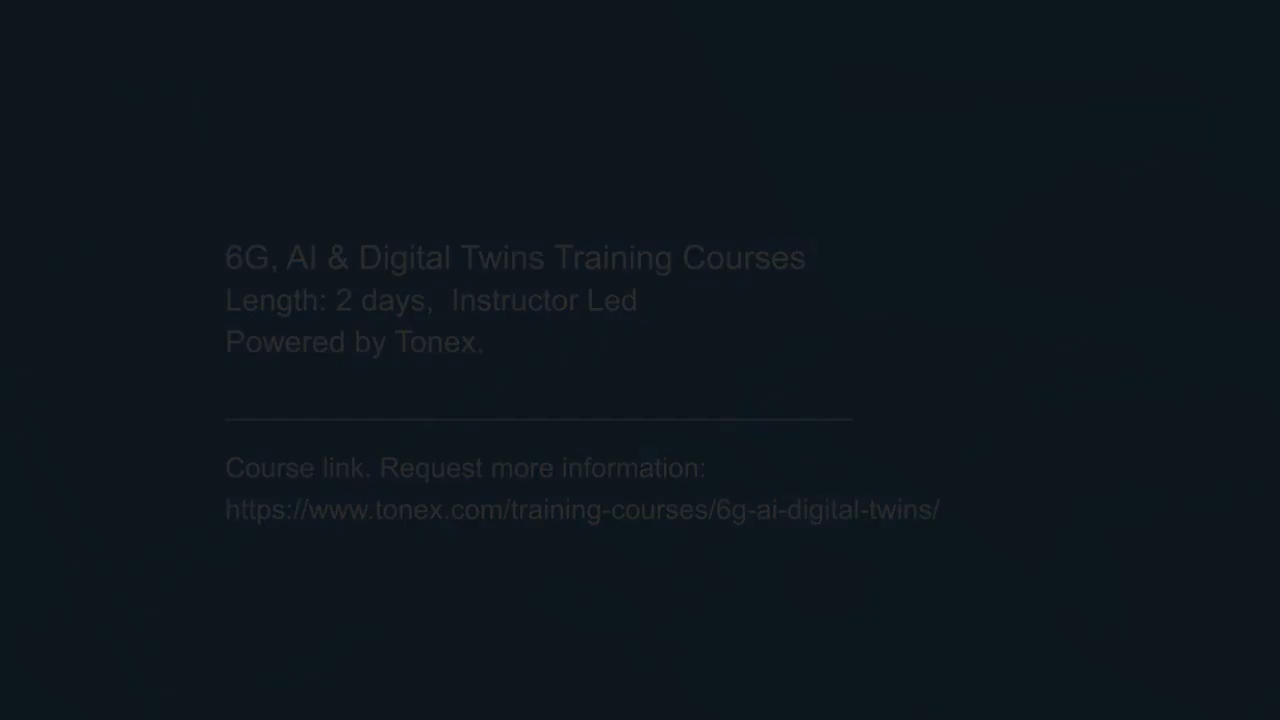 6G, AI & Digital Twins Training Courses
Length: 2 days,  Instructor Led
Powered by Tonex.
Course link. Request more information:
https://www.tonex.com/training-courses/6g-ai-digital-twins/